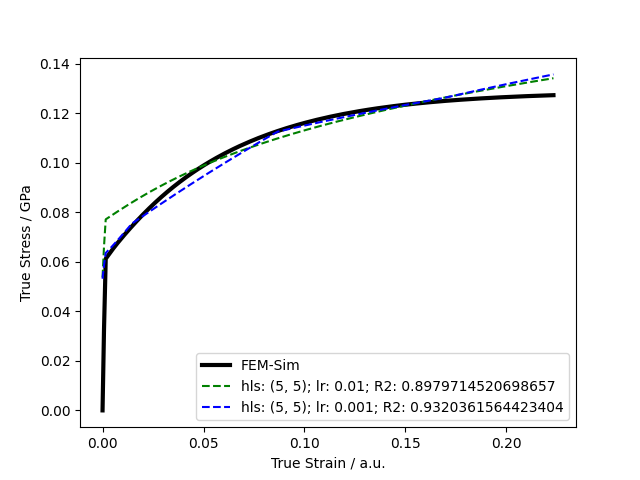 0.14
0.12
0.10
0.08
0.06
0.04
0.02
0.00
True Stress / GPa
FEM-Sim
hls: (5, 5); lr: 0.01; R2: 0.8979714520698657
hls: (5, 5); lr: 0.001; R2: 0.9320361564423404
0.00 0.05 0.10 0.15 0.20
True Strain / a.u.